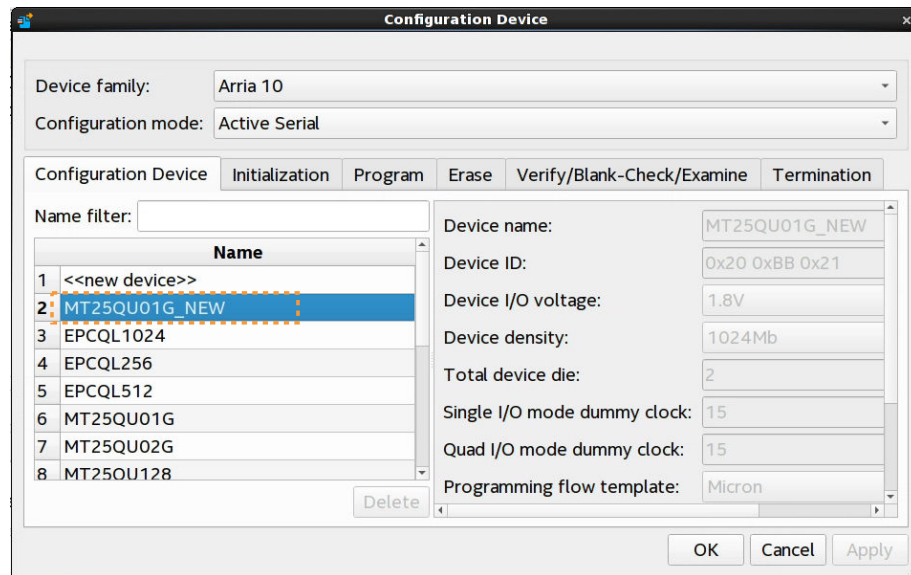 Configuration Device
Device family: Arria 10
Configuration mode: Active Serial
Configuration Device Initialization Program Erase Verify/Blank-Check/Examine Termination
Name filter:
Name
1 <<new device>>
2 MT25QU01G_NEW
3 EPCQL1024
4 EPCQL256
5 EPCQL512
6 MT25QU01G
7 MT25QU02G
8 MT25QU128
Delete
Device name: MT25QU01G_NEW
Device ID: 0x20 0xBB 0x21
Device I/O voltage: 1.8V
Device density: 1024Mb
Total device die: 2
Single I/O mode dummy clock: 15
Quad I/O mode dummy clock: 15
Programming flow template: Micron
OK Cancel Apply